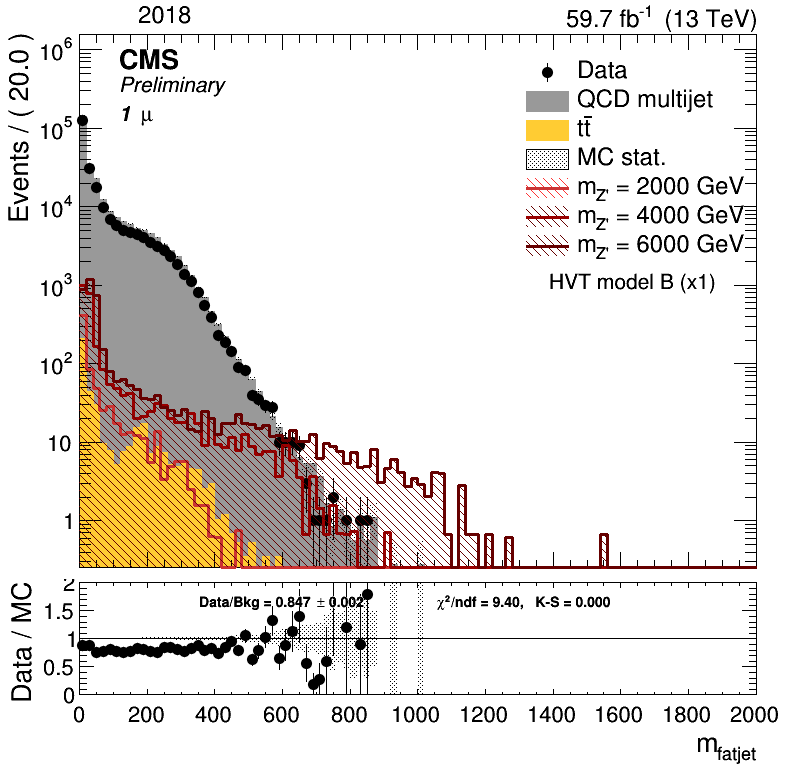 2018
59.7 fb⁻¹ (13 TeV)
Events / ( 20.0 )
10⁶
10⁵
10⁴
10³
10²
10
1
CMS
Preliminary
1 μ
Data
QCD multijet
tt̄
MC stat.
m_Z' = 2000 GeV
m_Z' = 4000 GeV
m_Z' = 6000 GeV
HVT model B (x1)
Data / MC
2
1.5
1
0.5
0
Data/Bkg = 0.847 ± 0.002
χ²/ndf = 9.40, K-S = 0.000
0 200 400 600 800 1000 1200 1400 1600 1800 2000
m_fatjet